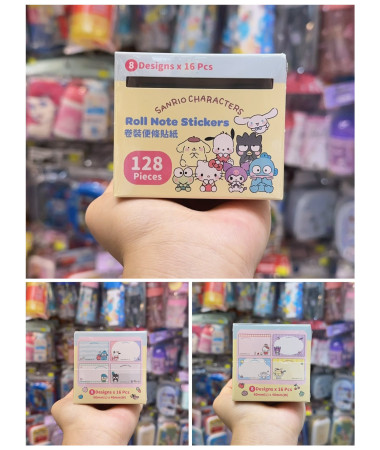 8 Designs x 16 Pcs
SANRIO CHARACTERS
Roll Note Stickers
卷裝便條貼紙
128
Pieces
8 Designs x 16 Pcs
8 Designs x 16 Pcs